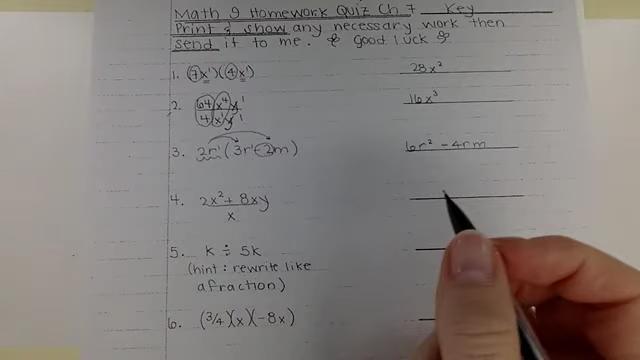 Math 9 Homework Quiz Ch 7 Key
Print & show any necessary work then
send it to me. & good luck &
1. (7x¹)(4x¹) 28x²
2. 64x⁴y¹ / 4x¹y¹ 16x³
3. 2r¹(3r¹-2m) 6r² - 4rm
4. 2x² + 8xy / x
5. k ÷ 5k
(hint : rewrite like
a fraction)
6. (3/4)(x)(-8x)